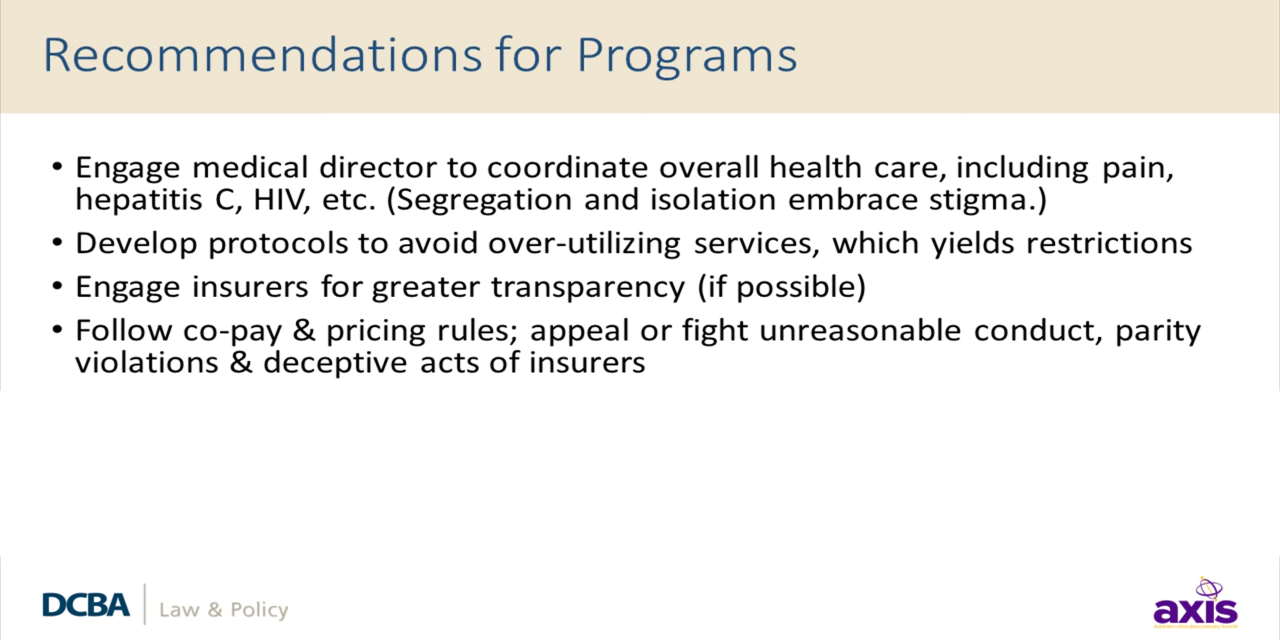 Recommendations for Programs
• Engage medical director to coordinate overall health care, including pain,
hepatitis C, HIV, etc. (Segregation and isolation embrace stigma.)
• Develop protocols to avoid over-utilizing services, which yields restrictions
• Engage insurers for greater transparency (if possible)
• Follow co-pay & pricing rules; appeal or fight unreasonable conduct, parity
violations & deceptive acts of insurers
DCBA Law & Policy
axis